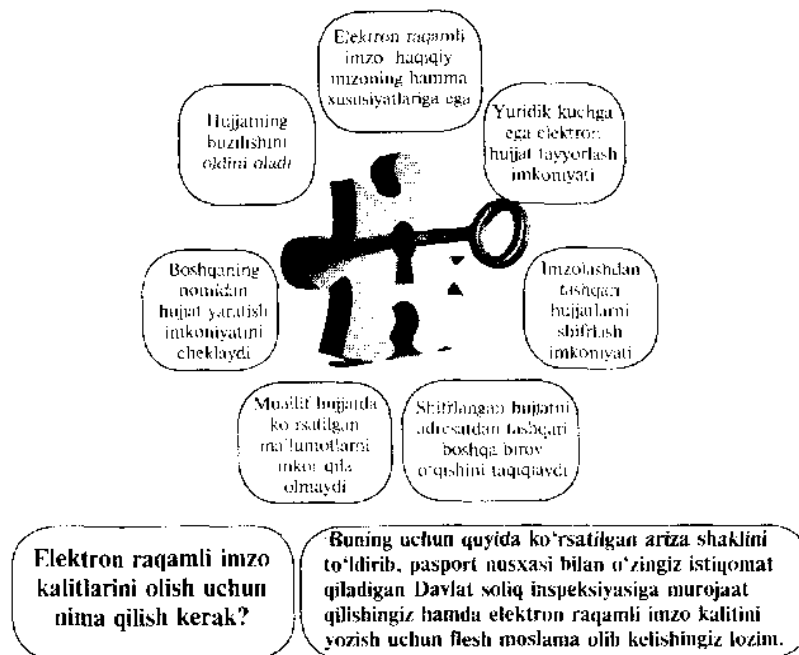 Elektron raqamli
imzo haqiqiy
imzoning hamma
xususiyatlariga ega
Hujjatning
buzilishini
oldini oladi
Yuridik kuchga
ega elektron
hujjat tayyorlash
imkoniyati
Boshqaning
nomidan
hujjat yaratish
imkoniyatini
cheklaydi
Imzolashdan
tashqari
hujjatlarni
shifrlash
imkoniyati
Muallif hujjatda
ko‘rsatilgan
ma’lumotlarni
inkor qila
olmaydi
Shifrlangan hujjatni
adresatdan tashqari
boshqa birov
o‘qishini taqiqlaydi
Elektron raqamli imzo
kalitlarini olish uchun
nima qilish kerak?
Buning uchun quyida ko‘rsatilgan ariza shaklini
to‘ldirib, pasport nusxasi bilan o‘zingiz istiqomat
qiladigan Davlat soliq inspeksiyasiga murojaat
qilishingiz hamda elektron raqamli imzo kalitini
yozish uchun flesh moslama olib kelishingiz lozim.